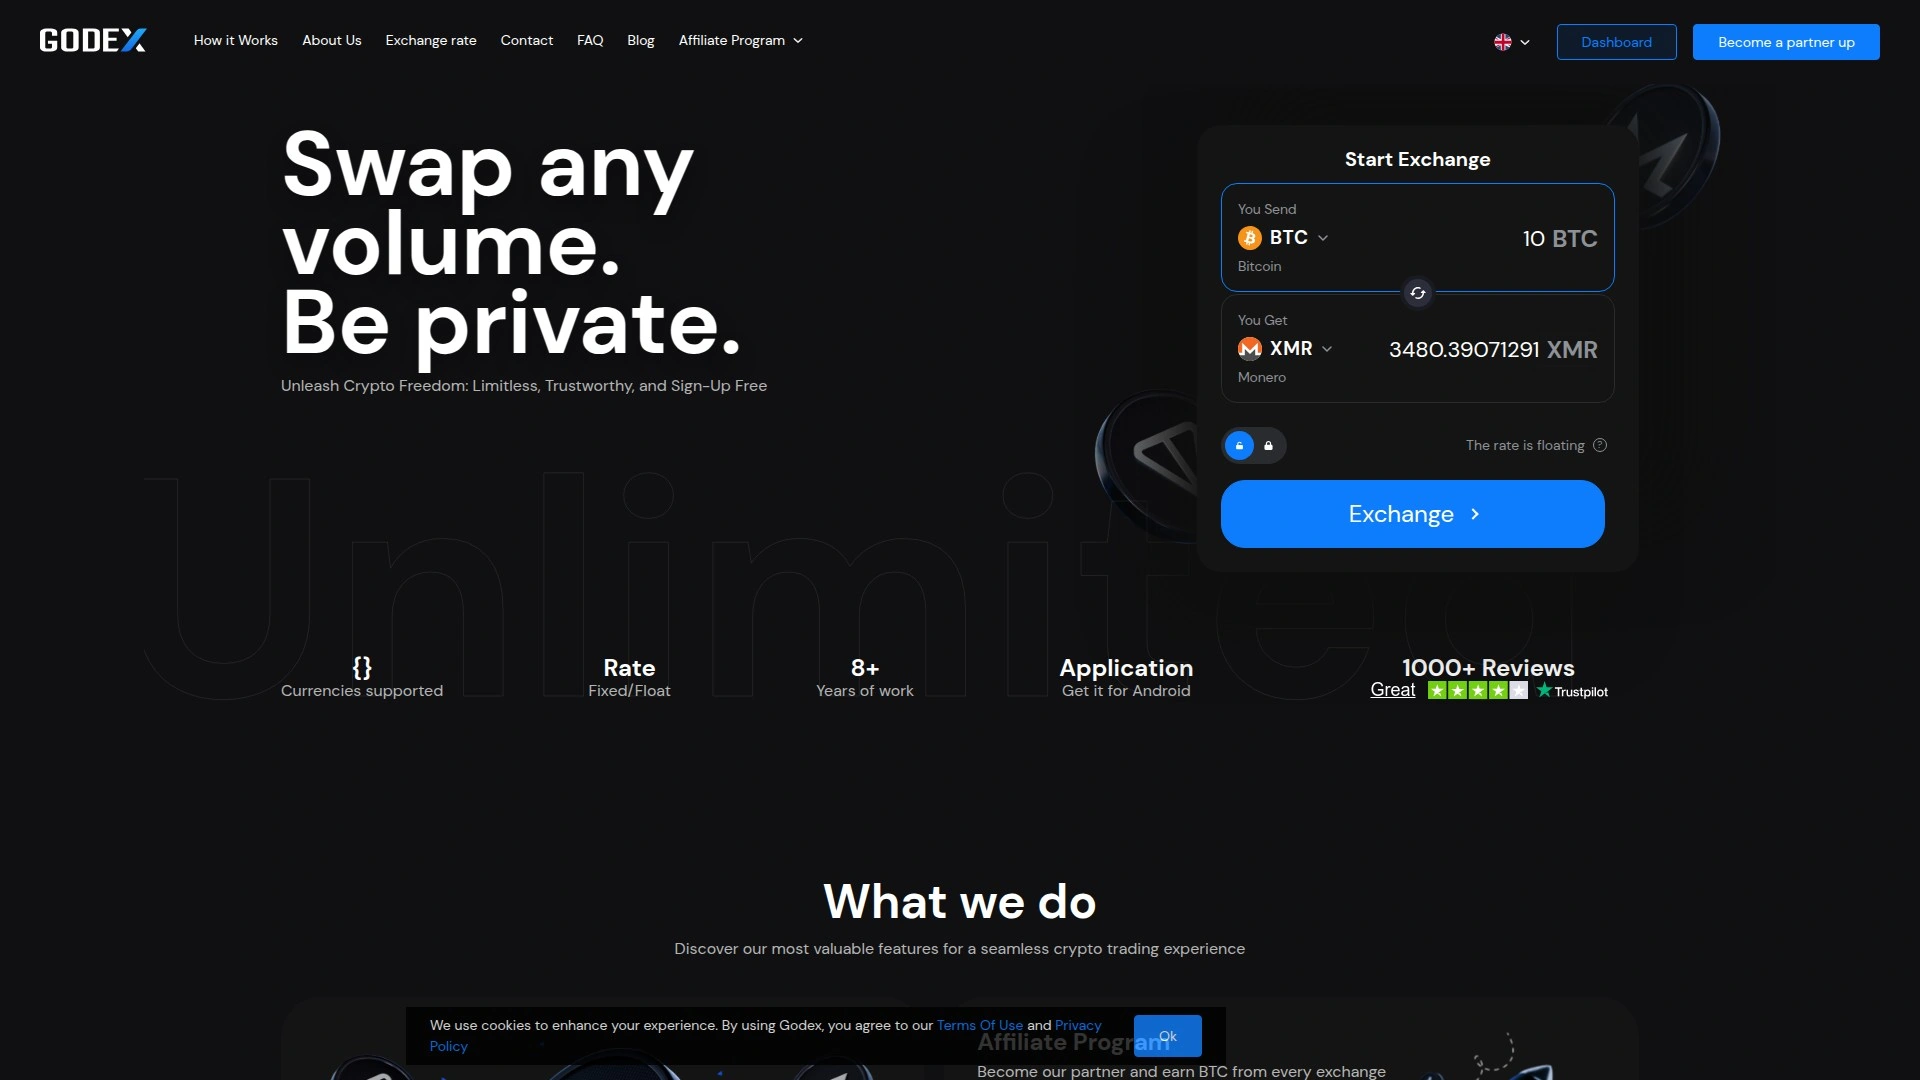 GODEX
How it Works
About Us
Exchange rate
Contact
FAQ
Blog
Affiliate Program
Dashboard
Become a partner up
Swap any
volume.
Be private.
Unleash Crypto Freedom: Limitless, Trustworthy, and Sign-Up Free
Start Exchange
You Send
BTC
10 BTC
Bitcoin
You Get
XMR
3480.39071291 XMR
Monero
The rate is floating
Exchange
Unlimited
{}
Currencies supported
Rate
Fixed/Float
8+
Years of work
Application
Get it for Android
1000+ Reviews
Great
Trustpilot
What we do
Discover our most valuable features for a seamless crypto trading experience
We use cookies to enhance your experience. By using Godex, you agree to our Terms Of Use and Privacy
Policy
Ok
Affiliate Program
Become our partner and earn BTC from every exchange